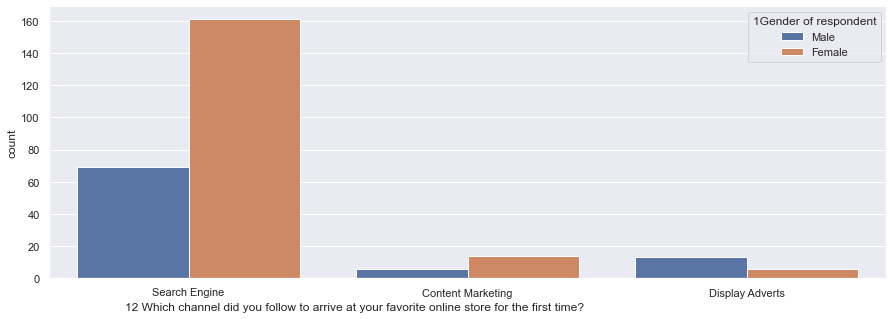 1Gender of respondent
Male
Female
count
160
140
120
100
80
60
40
20
0
Search Engine Content Marketing Display Adverts
12 Which channel did you follow to arrive at your favorite online store for the first time?